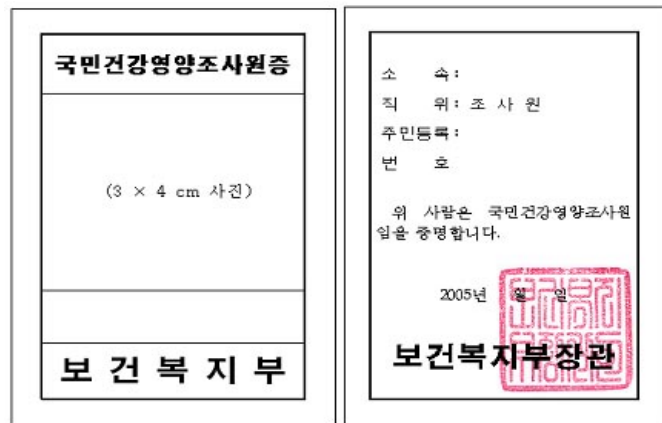 국민건강영양조사원증
(3 × 4 cm 사진)
보 건 복 지 부
소 속 :
직 위 : 조 사 원
주민등록 :
번 호
위 사람은 국민건강영양조사원
임을 증명합니다.
2005년 월 일
보건복지부장관